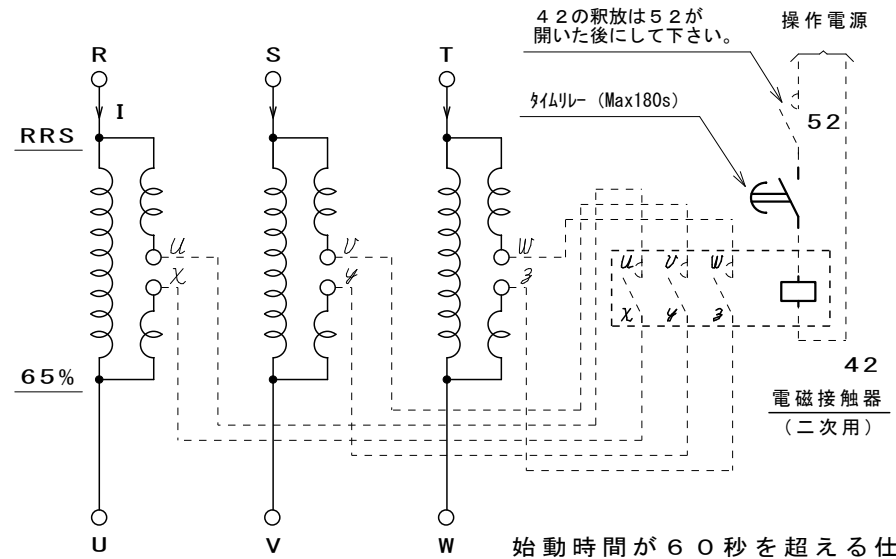 42の釈放は52が
開いた後にして下さい。
操作電源
R
S
T
タイムリレー (Max180s)
I
52
RRS
u
x
v
y
w
z
u
v
w
x
y
z
65%
42
電磁接触器
(二次用)
U
V
W
始動時間が60秒を超える仕